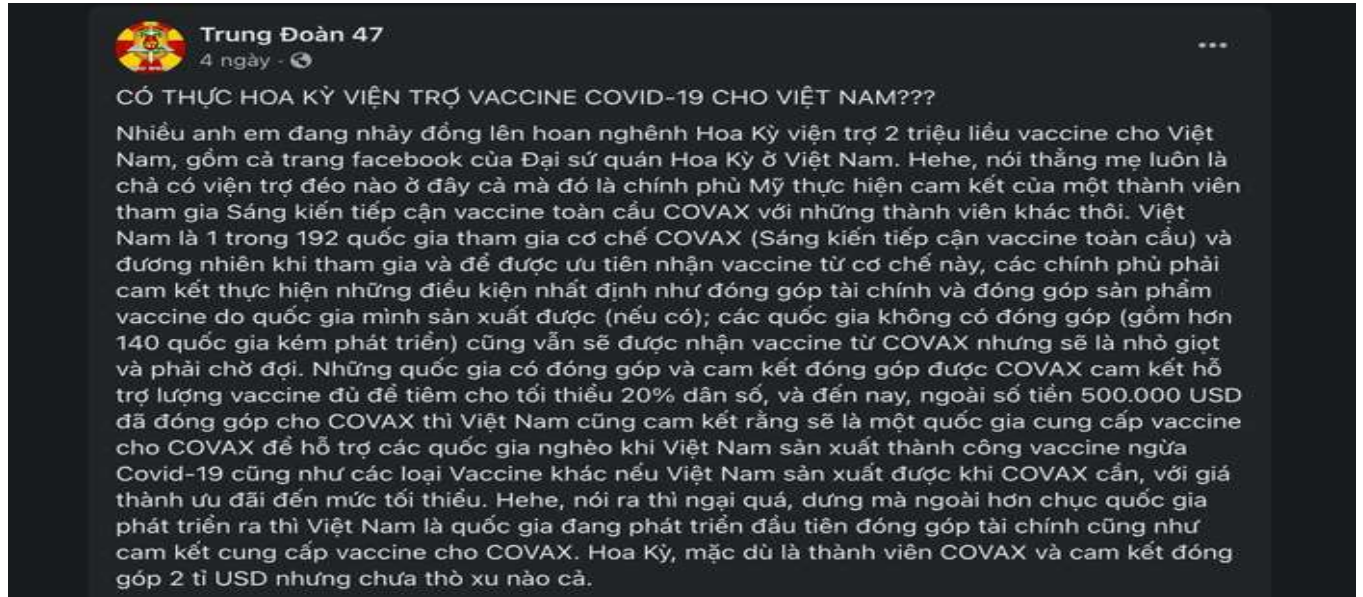 Trung Đoàn 47
4 ngày ·
CÓ THỰC HOA KỲ VIỆN TRỢ VACCINE COVID-19 CHO VIỆT NAM???
Nhiều anh em đang nhảy đổng lên hoan nghênh Hoa Kỳ viện trợ 2 triệu liều vaccine cho Việt
Nam, gồm cả trang facebook của Đại sứ quán Hoa Kỳ ở Việt Nam. Hehe, nói thẳng mẹ luôn là
chả có viện trợ đéo nào ở đây cả mà đó là chính phủ Mỹ thực hiện cam kết của một thành viên
tham gia Sáng kiến tiếp cận vaccine toàn cầu COVAX với những thành viên khác thôi. Việt
Nam là 1 trong 192 quốc gia tham gia cơ chế COVAX (Sáng kiến tiếp cận vaccine toàn cầu) và
đương nhiên khi tham gia và để được ưu tiên nhận vaccine từ cơ chế này, các chính phủ phải
cam kết thực hiện những điều kiện nhất định như đóng góp tài chính và đóng góp sản phẩm
vaccine do quốc gia mình sản xuất được (nếu có); các quốc gia không có đóng góp (gồm hơn
140 quốc gia kém phát triển) cũng vẫn sẽ được nhận vaccine từ COVAX nhưng sẽ là nhỏ giọt
và phải chờ đợi. Những quốc gia có đóng góp và cam kết đóng góp được COVAX cam kết hỗ
trợ lượng vaccine đủ để tiêm cho tối thiểu 20% dân số, và đến nay, ngoài số tiền 500.000 USD
đã đóng góp cho COVAX thì Việt Nam cũng cam kết rằng sẽ là một quốc gia cung cấp vaccine
cho COVAX để hỗ trợ các quốc gia nghèo khi Việt Nam sản xuất thành công vaccine ngừa
Covid-19 cũng như các loại Vaccine khác nếu Việt Nam sản xuất được khi COVAX cần, với giá
thành ưu đãi đến mức tối thiểu. Hehe, nói ra thì ngại quá, dưng mà ngoài hơn chục quốc gia
phát triển ra thì Việt Nam là quốc gia đang phát triển đầu tiên đóng góp tài chính cũng như
cam kết cung cấp vaccine cho COVAX. Hoa Kỳ, mặc dù là thành viên COVAX và cam kết đóng
góp 2 tỉ USD nhưng chưa thò xu nào cả.